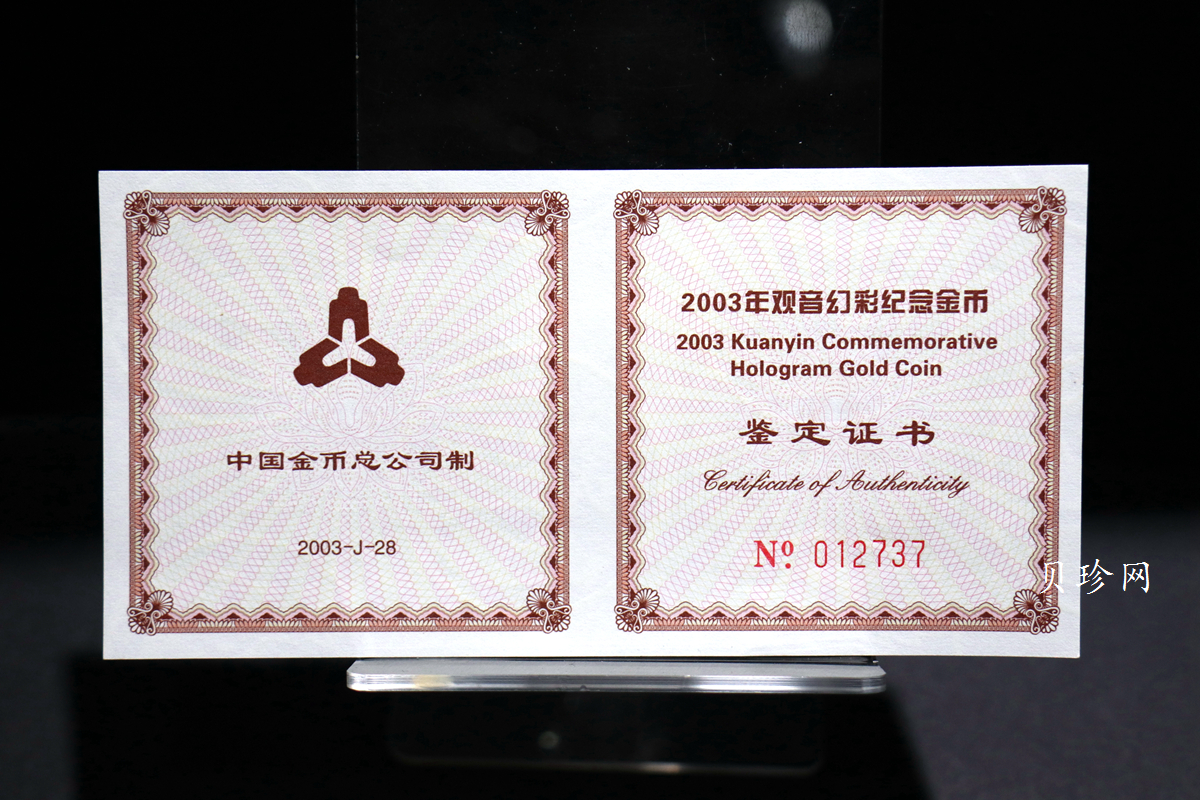 中国金币总公司制
2003-J-28
2003年观音幻彩纪念金币
2003 Kuanyin Commemorative
Hologram Gold Coin
鉴定证书
Certificate of Authenticity
Nº 012737
贝珍网